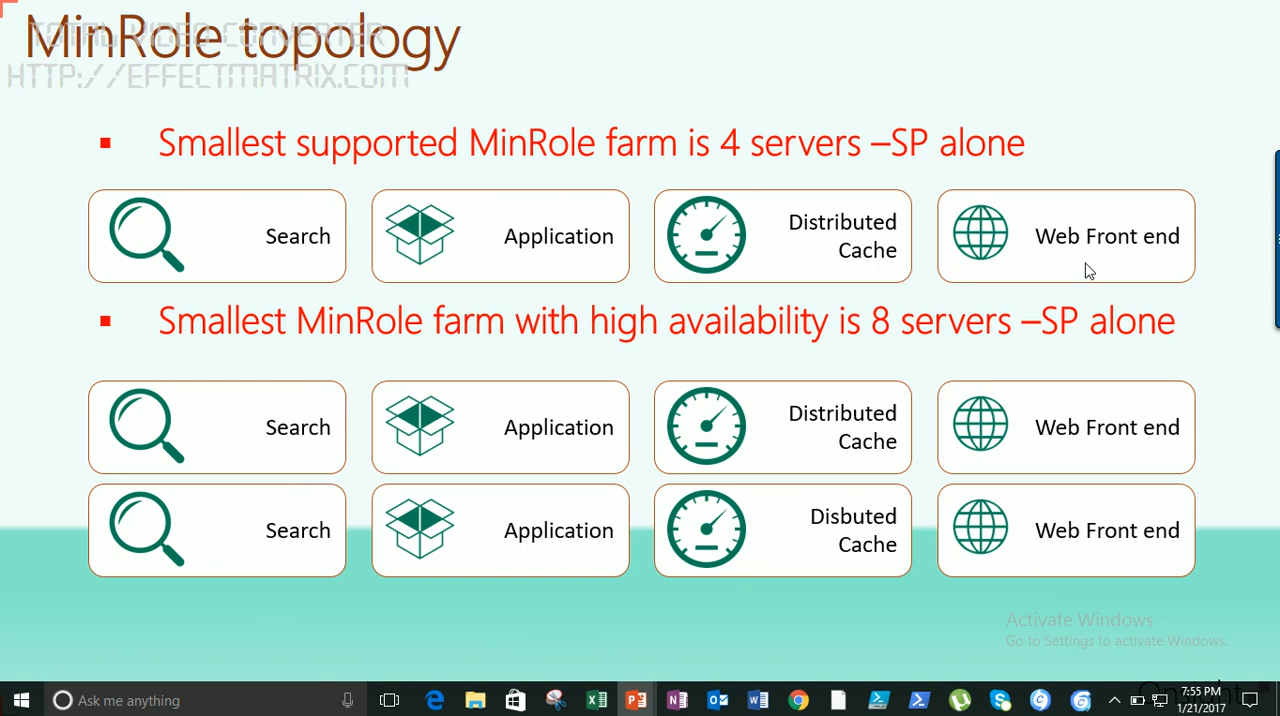 MinRole topology
TOTAL VIDEO CONVERTER
HTTP://EFFECTMATRIX.COM
Smallest supported MinRole farm is 4 servers –SP alone
Search
Application
Distributed
Cache
Web Front end
Smallest MinRole farm with high availability is 8 servers –SP alone
Search
Application
Distributed
Cache
Web Front end
Search
Application
Disbuted
Cache
Web Front end
Activate Windows
Go to Settings to activate Windows.
Ask me anything
7:55 PM
1/21/2017